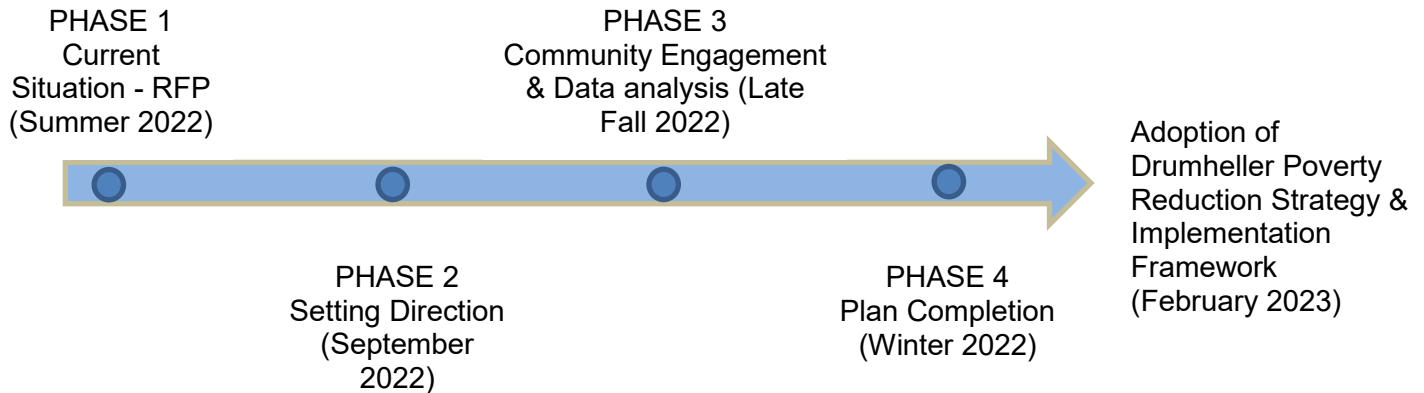 PHASE 1
Current
Situation - RFP
(Summer 2022)
PHASE 2
Setting Direction
(September
2022)
PHASE 3
Community Engagement
& Data analysis (Late
Fall 2022)
PHASE 4
Plan Completion
(Winter 2022)
Adoption of
Drumheller Poverty
Reduction Strategy &
Implementation
Framework
(February 2023)